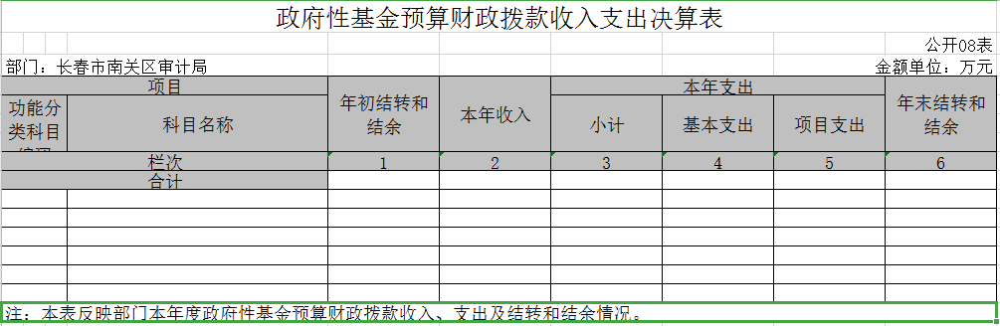 政府性基金预算财政拨款收入支出决算表
公开08表
部门：长春市南关区审计局 金额单位：万元
项目 年初结转和结余 本年收入 本年支出 年末结转和结余
功能分类科目编码 科目名称 小计 基本支出 项目支出
栏次 1 2 3 4 5 6
合计
注：本表反映部门本年度政府性基金预算财政拨款收入、支出及结转和结余情况。